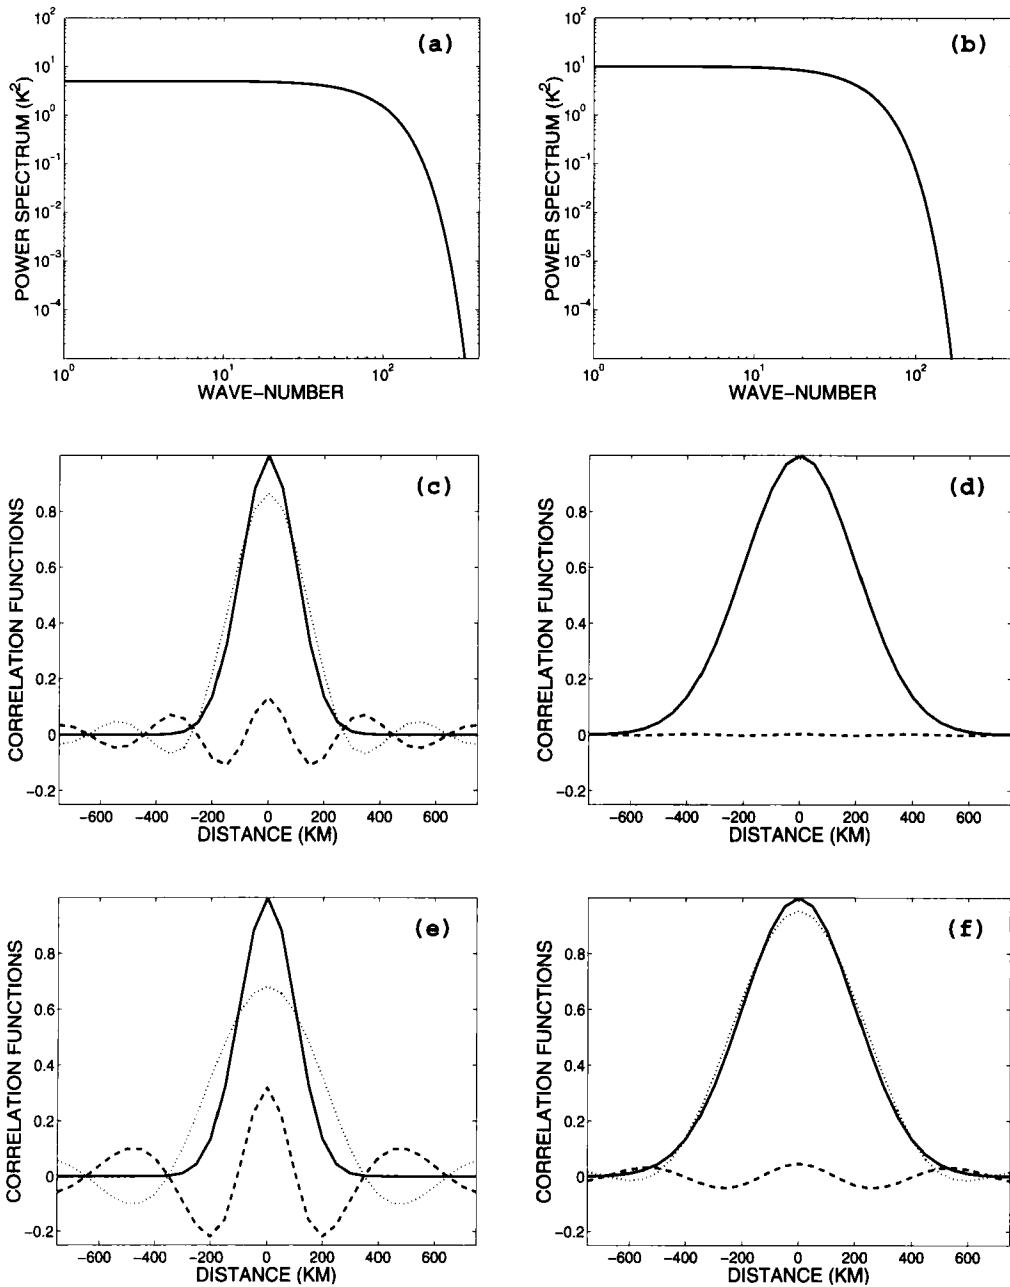 (a)
POWER SPECTRUM (K²)
10² 10¹ 10⁰ 10⁻¹ 10⁻² 10⁻³ 10⁻⁴
10⁰ 10¹ 10²
WAVE-NUMBER
(b)
POWER SPECTRUM (K²)
10² 10¹ 10⁰ 10⁻¹ 10⁻² 10⁻³ 10⁻⁴
10⁰ 10¹ 10²
WAVE-NUMBER
(c)
CORRELATION FUNCTIONS
0.8 0.6 0.4 0.2 0 -0.2
-600 -400 -200 0 200 400 600
DISTANCE (KM)
(d)
CORRELATION FUNCTIONS
0.8 0.6 0.4 0.2 0 -0.2
-600 -400 -200 0 200 400 600
DISTANCE (KM)
(e)
CORRELATION FUNCTIONS
0.8 0.6 0.4 0.2 0 -0.2
-600 -400 -200 0 200 400 600
DISTANCE (KM)
(f)
CORRELATION FUNCTIONS
0.8 0.6 0.4 0.2 0 -0.2
-600 -400 -200 0 200 400 600
DISTANCE (KM)